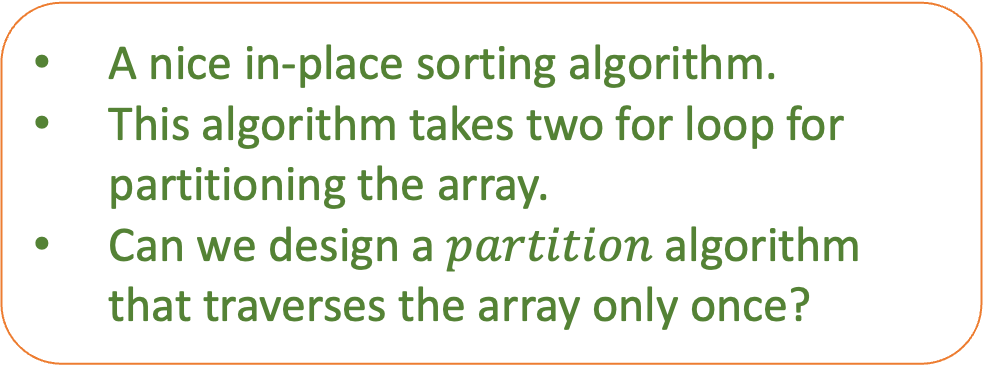 • A nice in-place sorting algorithm.
• This algorithm takes two for loop for
partitioning the array.
• Can we design a partition algorithm
that traverses the array only once?